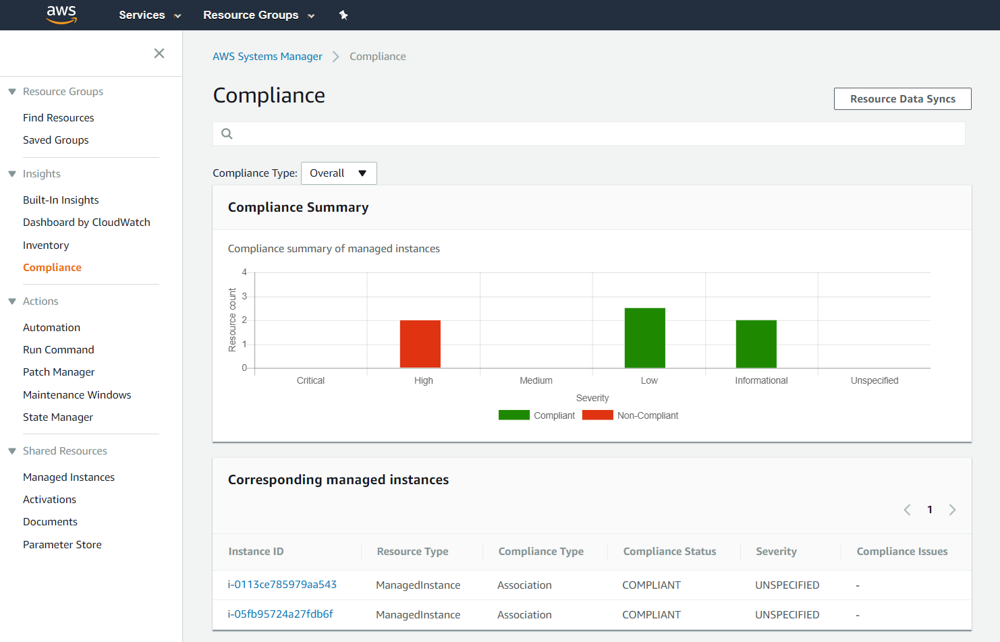 aws
Services
Resource Groups
Resource Groups
Find Resources
Saved Groups
Insights
Built-In Insights
Dashboard by CloudWatch
Inventory
Compliance
Actions
Automation
Run Command
Patch Manager
Maintenance Windows
State Manager
Shared Resources
Managed Instances
Activations
Documents
Parameter Store
AWS Systems Manager > Compliance
Compliance
Resource Data Syncs
Compliance Type: Overall
Compliance Summary
Compliance summary of managed instances
Resource count
4
3
2
1
0
Critical High Medium Low Informational Unspecified
Severity
Compliant Non-Compliant
Corresponding managed instances
1
Instance ID Resource Type Compliance Type Compliance Status Severity Compliance Issues
i-0113ce785979aa543 ManagedInstance Association COMPLIANT UNSPECIFIED -
i-05fb95724a27fdb6f ManagedInstance Association COMPLIANT UNSPECIFIED -